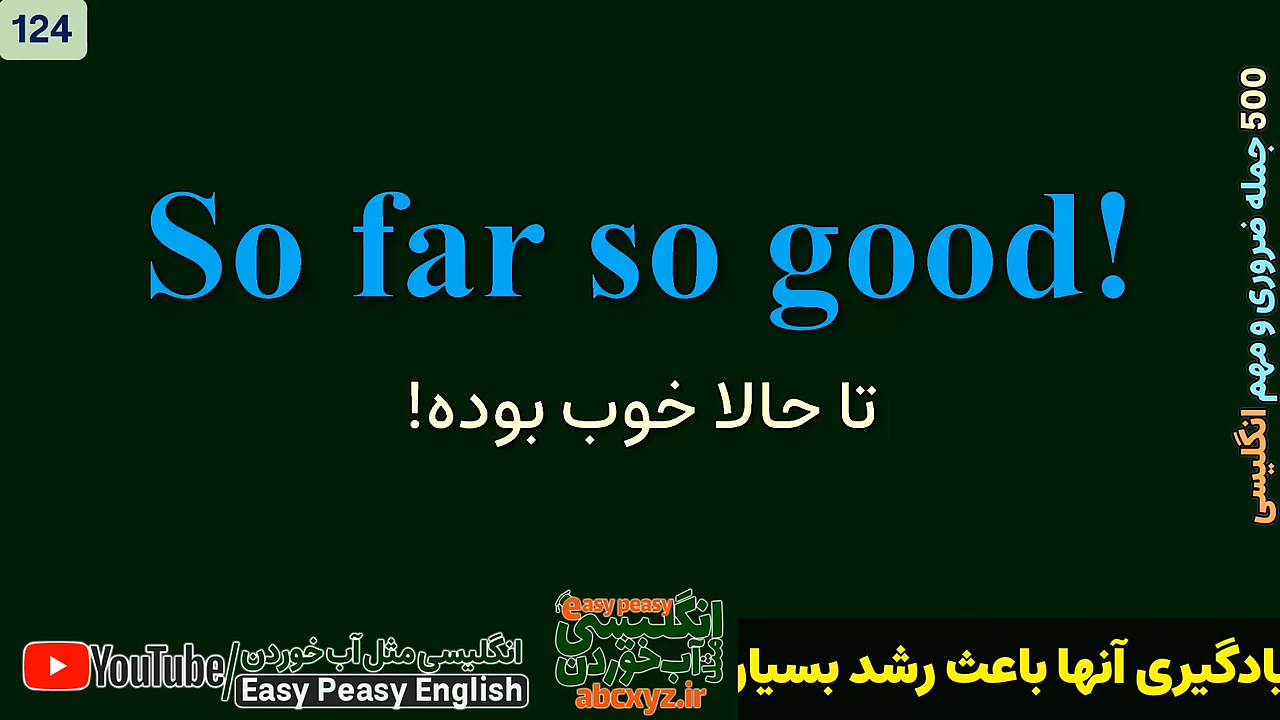 124
500 جمله ضروری و مهم انگلیسی
So far so good!
تا حالا خوب بوده!
YouTube/
انگلیسی مثل آب خوردن
Easy Peasy English
easy peasy
انگلیسی
آب خوردن
abcxyz.ir
یادگیری آنها باعث رشد بسیار